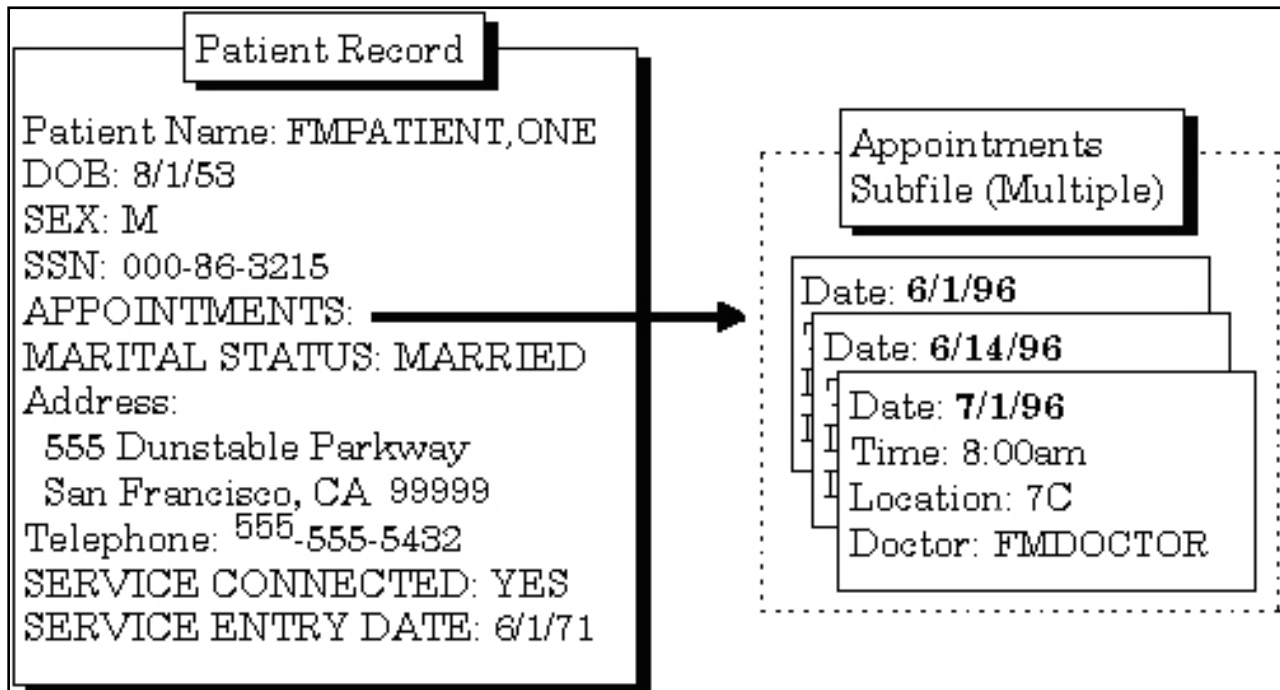 Patient Record
Patient Name: FMPATIENT,ONE
DOB: 8/1/53
SEX: M
SSN: 000-86-3215
APPOINTMENTS:
MARITAL STATUS: MARRIED
Address:
555 Dunstable Parkway
San Francisco, CA 99999
Telephone: 555-555-5432
SERVICE CONNECTED: YES
SERVICE ENTRY DATE: 6/1/71
Appointments
Subfile (Multiple)
Date: 6/1/96
Date: 6/14/96
Date: 7/1/96
Time: 8:00am
Location: 7C
Doctor: FMDOCTOR